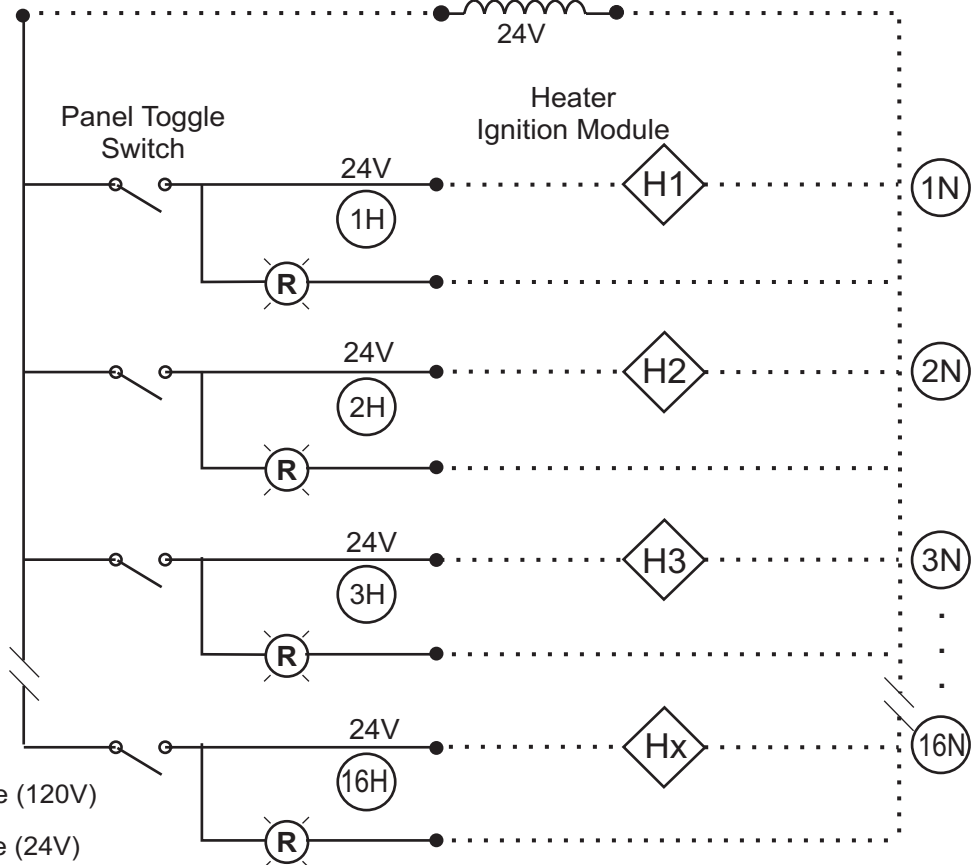 24V
Panel Toggle
Switch
Heater
Ignition Module
24V
1H
H1
1N
R
24V
2H
H2
2N
R
24V
3H
H3
3N
R
24V
16H
Hx
16N
(120V)
(24V)
R